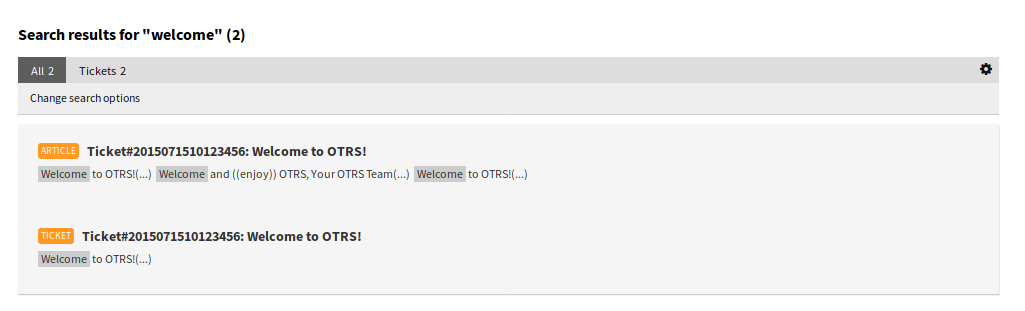 Search results for "welcome" (2)
All 2 Tickets 2
Change search options
ARTICLE Ticket#2015071510123456: Welcome to OTRS!
Welcome to OTRS!(...) Welcome and ((enjoy)) OTRS, Your OTRS Team(...) Welcome to OTRS!(...)
TICKET Ticket#2015071510123456: Welcome to OTRS!
Welcome to OTRS!(...)